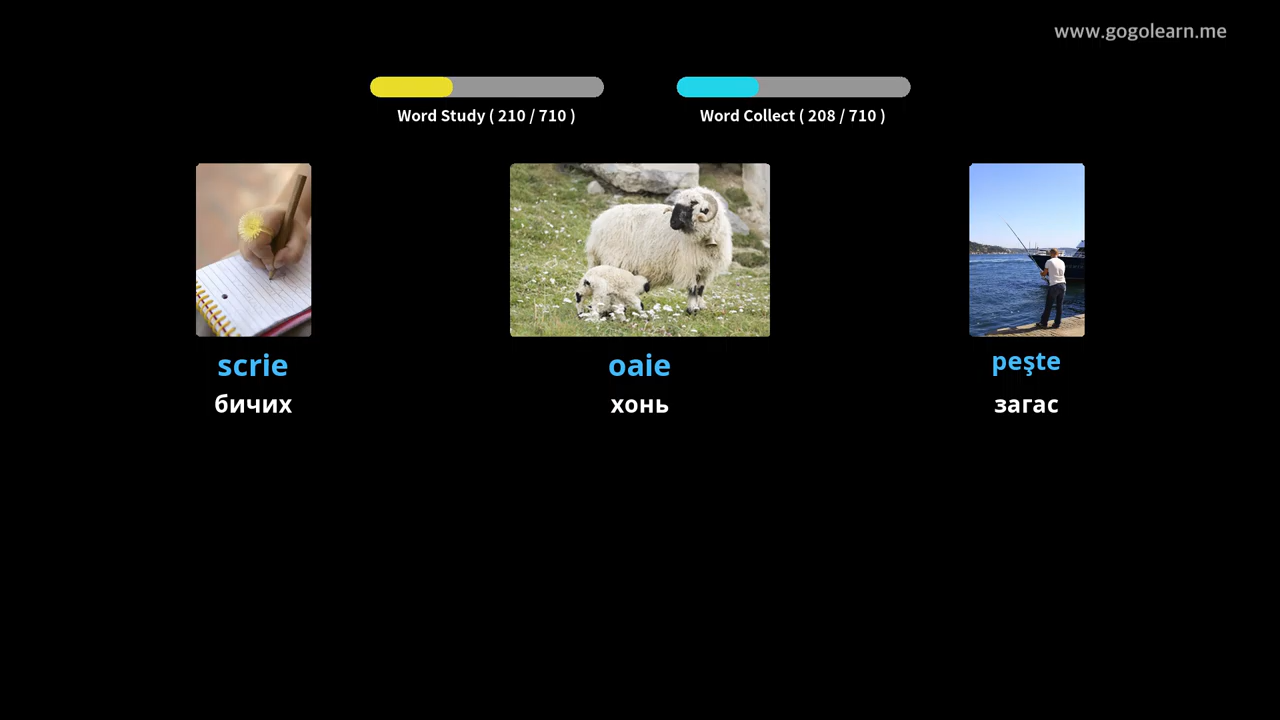 www.gogolearn.me
Word Study ( 210 / 710 )
Word Collect ( 208 / 710 )
scrie
бичих
oaie
хонь
peşte
загас